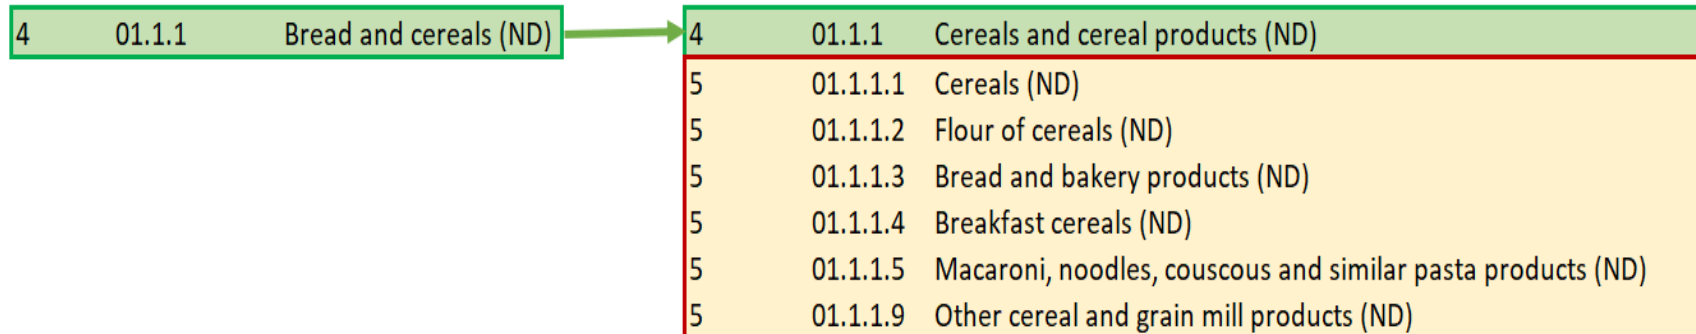 4 01.1.1 Bread and cereals (ND) 4 01.1.1 Cereals and cereal products (ND)
5 01.1.1.1 Cereals (ND)
5 01.1.1.2 Flour of cereals (ND)
5 01.1.1.3 Bread and bakery products (ND)
5 01.1.1.4 Breakfast cereals (ND)
5 01.1.1.5 Macaroni, noodles, couscous and similar pasta products (ND)
5 01.1.1.9 Other cereal and grain mill products (ND)